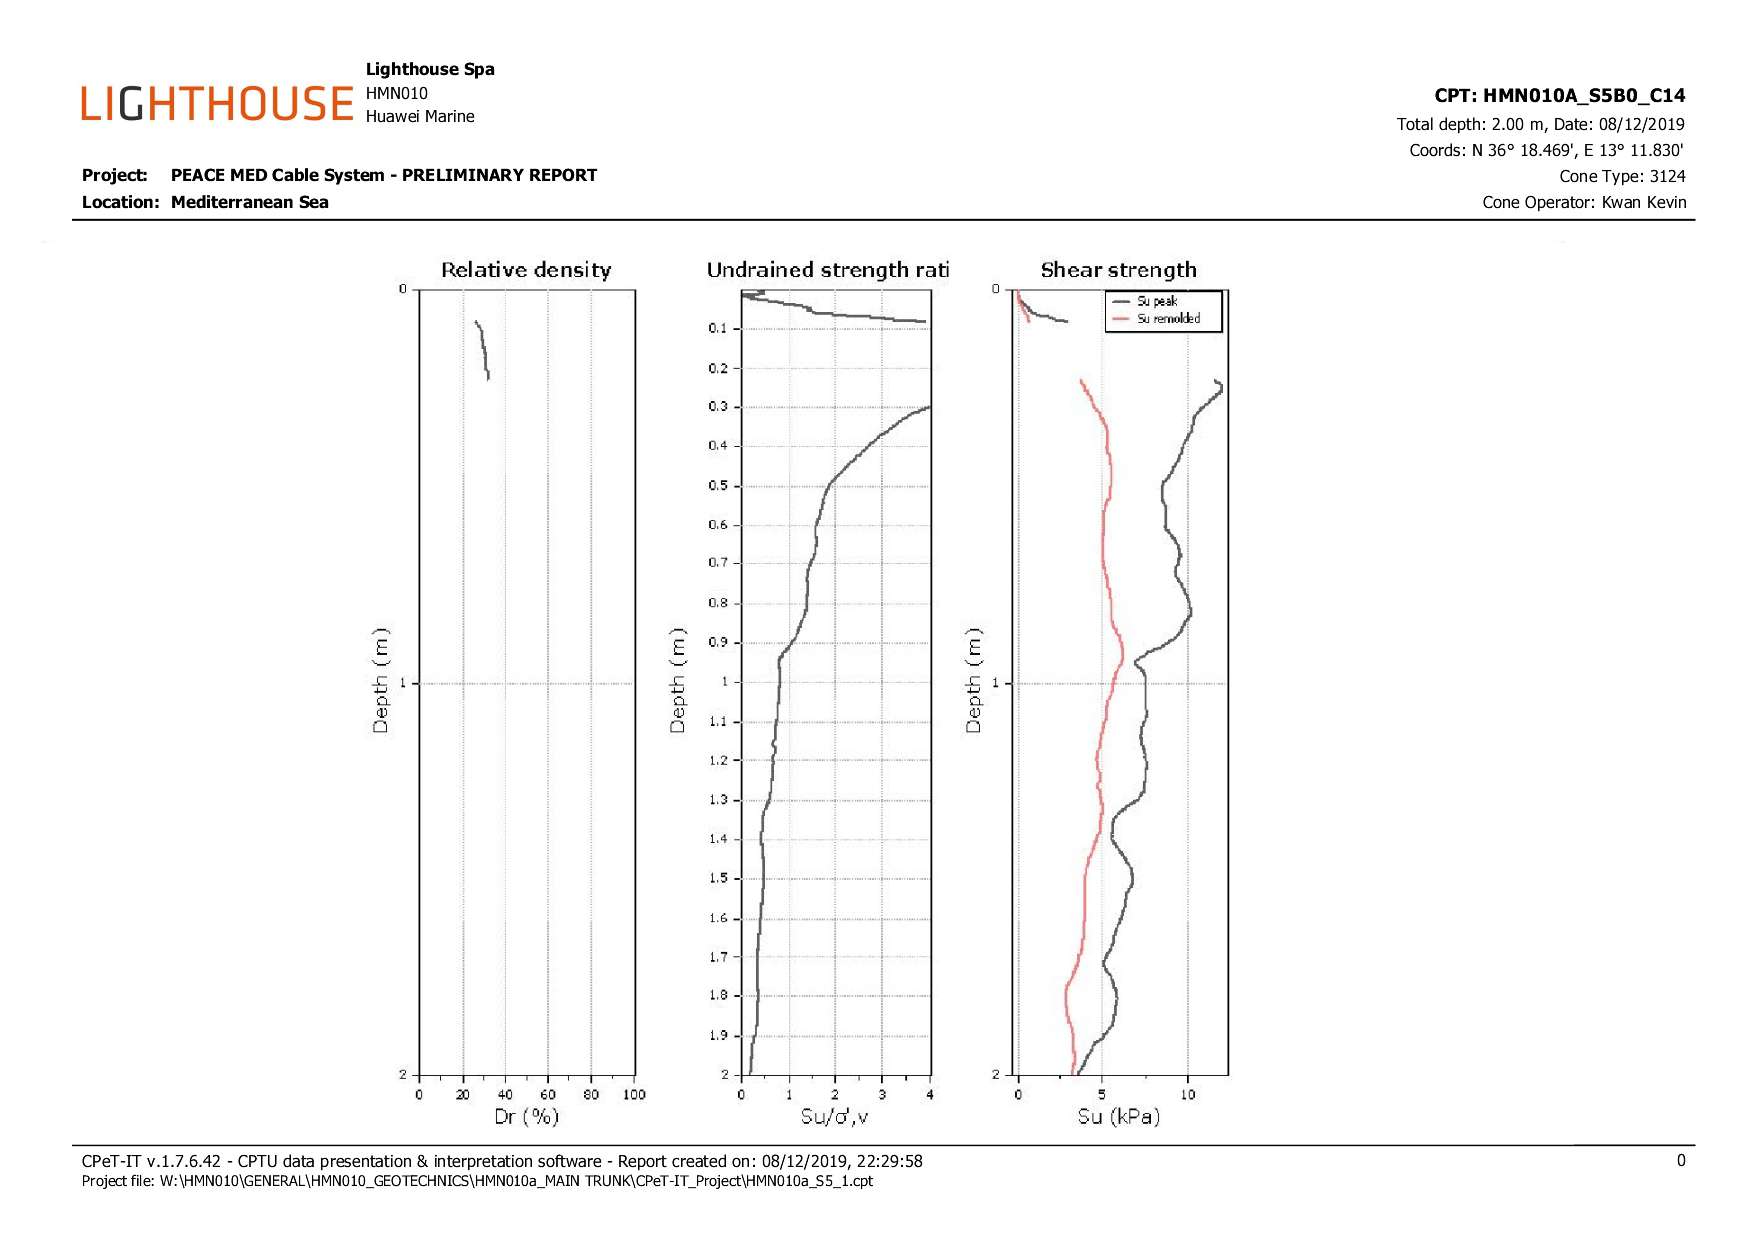 LIGHTHOUSE
Lighthouse Spa
HMN010
Huawei Marine
CPT: HMN010A_S5B0_C14
Total depth: 2.00 m, Date: 08/12/2019
Coords: N 36° 18.469', E 13° 11.830'
Cone Type: 3124
Cone Operator: Kwan Kevin
Project: PEACE MED Cable System - PRELIMINARY REPORT
Location: Mediterranean Sea
Relative density
0
1
2
Depth (m)
0 20 40 60 80 100
Dr (%)
Undrained strength rati
0.1
0.2
0.3
0.4
0.5
0.6
0.7
0.8
0.9
1
1.1
1.2
1.3
1.4
1.5
1.6
1.7
1.8
1.9
2
Depth (m)
0 1 2 3 4
Su/σ',v
Shear strength
Su peak
Su remolded
0
1
2
Depth (m)
0 5 10
Su (kPa)
CPeT-IT v.1.7.6.42 - CPTU data presentation & interpretation software - Report created on: 08/12/2019, 22:29:58
0
Project file: W:\HMN010\GENERAL\HMN010_GEOTECHNICS\HMN010a_MAIN TRUNK\CPeT-IT_Project\HMN010a_S5_1.cpt